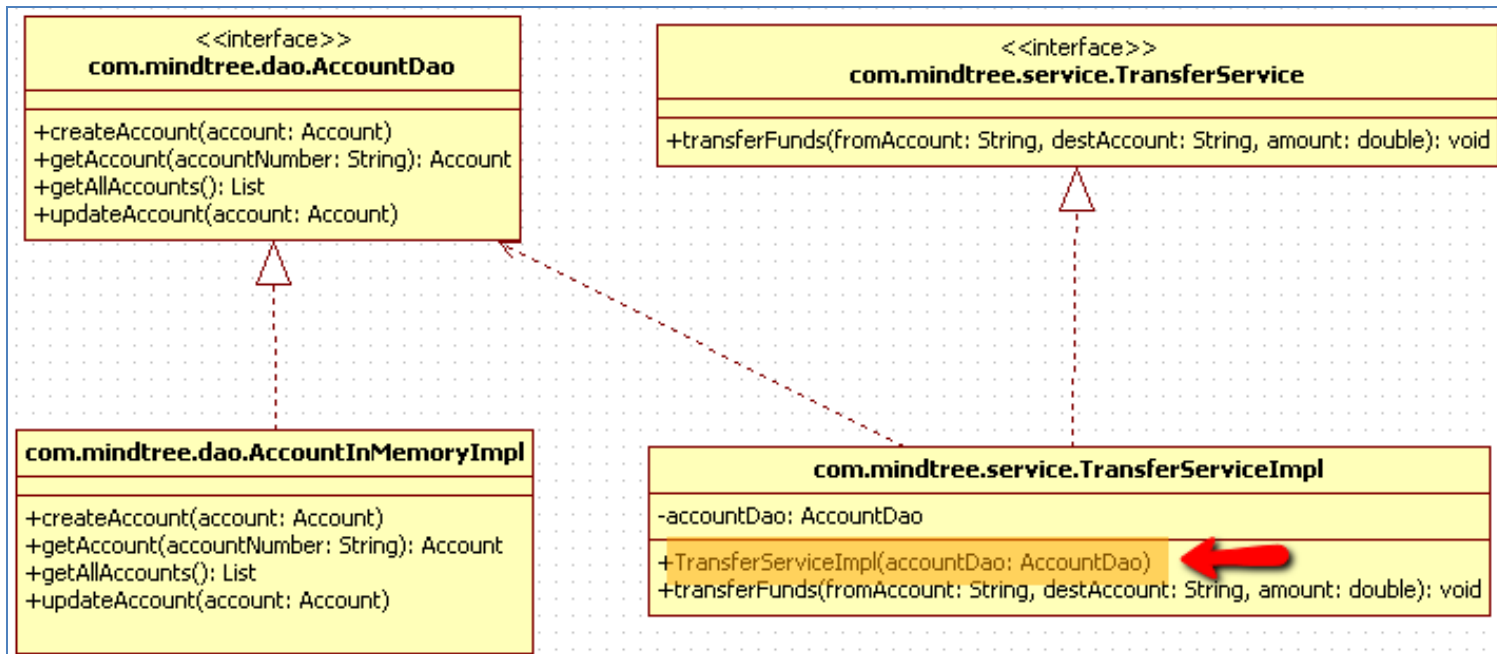 <<interface>>
com.mindtree.dao.AccountDao
+createAccount(account: Account)
+getAccount(accountNumber: String): Account
+getAllAccounts(): List
+updateAccount(account: Account)
<<interface>>
com.mindtree.service.TransferService
+transferFunds(fromAccount: String, destAccount: String, amount: double): void
com.mindtree.dao.AccountInMemoryImpl
+createAccount(account: Account)
+getAccount(accountNumber: String): Account
+getAllAccounts(): List
+updateAccount(account: Account)
com.mindtree.service.TransferServiceImpl
-accountDao: AccountDao
+TransferServiceImpl(accountDao: AccountDao)
+transferFunds(fromAccount: String, destAccount: String, amount: double): void